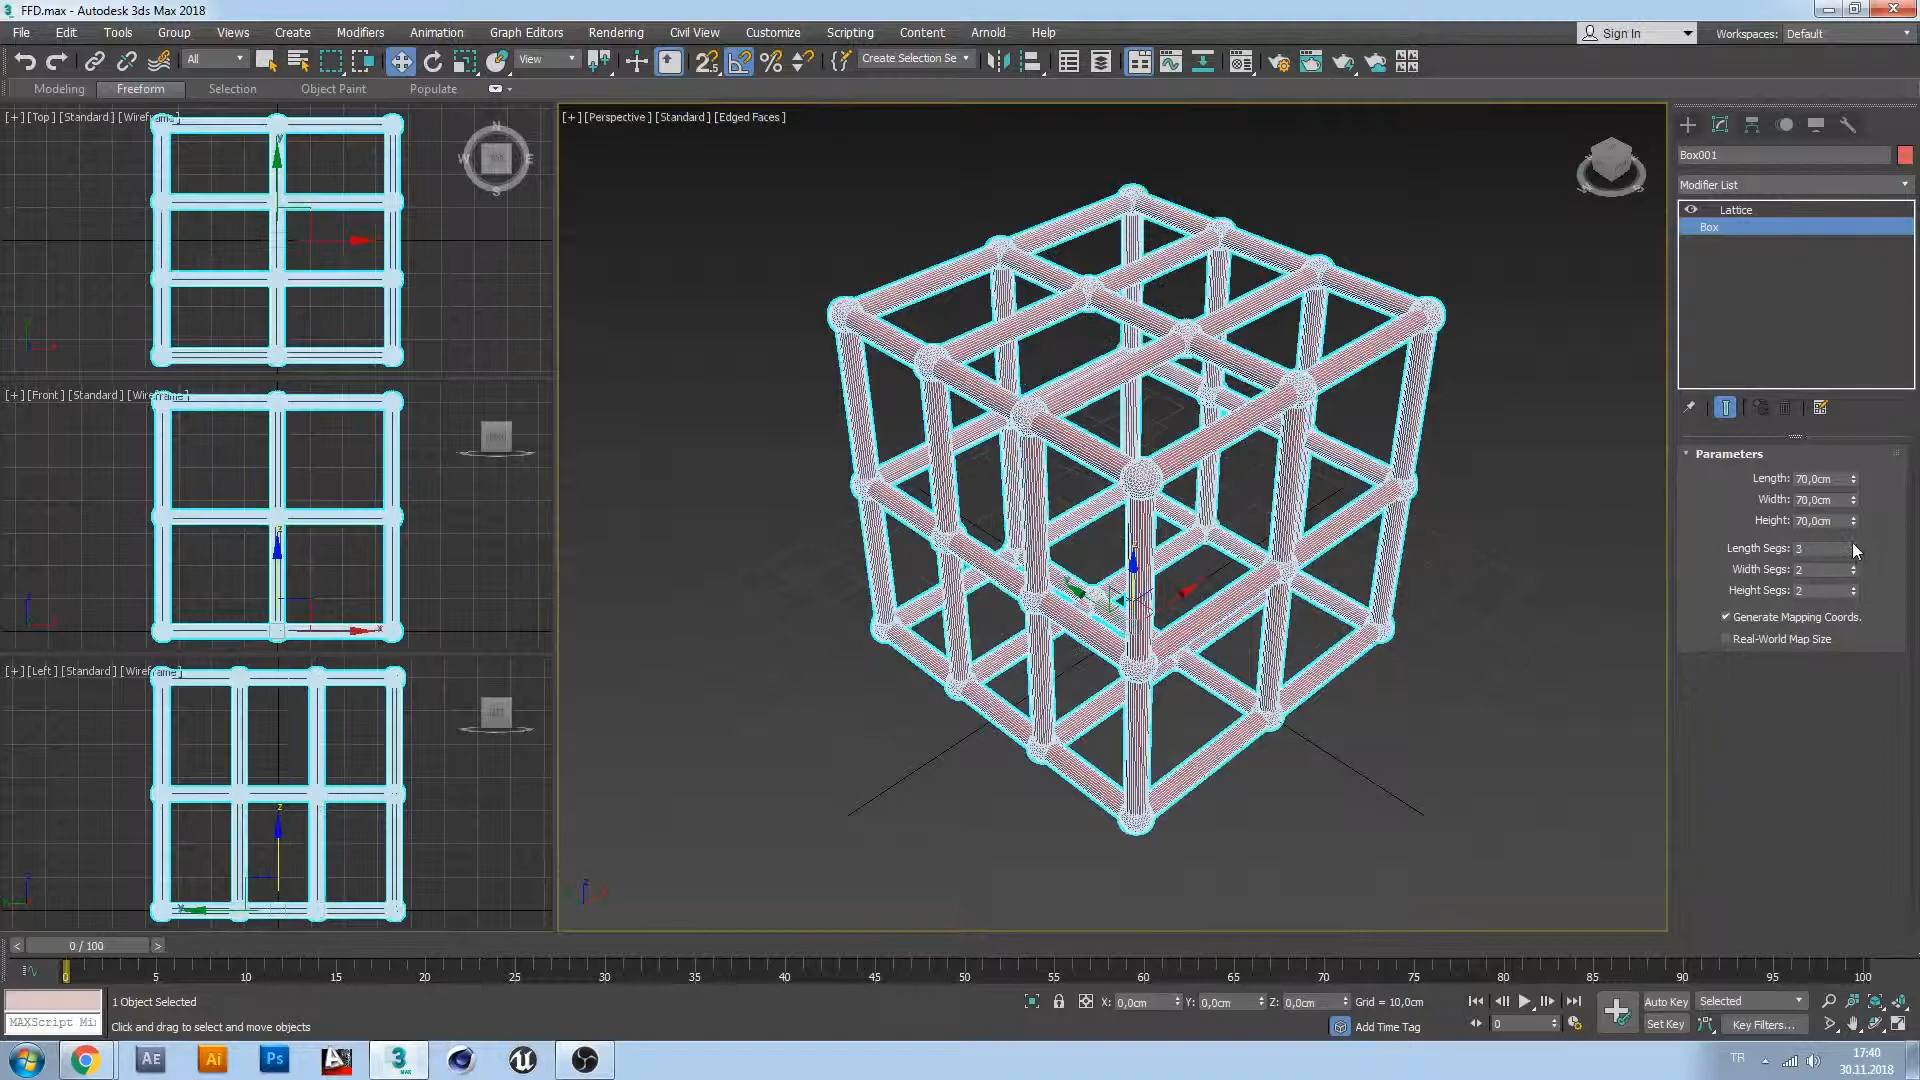 FFD.max - Autodesk 3ds Max 2018
File Edit Tools Group Views Create Modifiers Animation Graph Editors Rendering Civil View Customize Scripting Content Arnold Help
Sign In
Workspaces: Default
All
View
Create Selection Se
Modeling Freeform Selection Object Paint Populate
[+] [Top] [Standard] [Wireframe]
[+] [Perspective] [Standard] [Edged Faces]
Box001
Modifier List
Lattice
Box
[+] [Front] [Standard] [Wireframe]
Parameters
Length: 70,0cm
Width: 70,0cm
Height: 70,0cm
Length Segs: 3
Width Segs: 2
Height Segs: 2
Generate Mapping Coords.
Real-World Map Size
[+] [Left] [Standard] [Wireframe]
< 0 / 100 >
0 5 10 15 20 25 30 35 40 45 50 55 60 65 70 75 80 85 90 95 100
1 Object Selected
X: 0,0cm Y: 0,0cm Z: 0,0cm Grid = 10,0cm
Auto Key Selected
MAXScript Mi
Click and drag to select and move objects
Add Time Tag
0
Set Key Key Filters...
AE Ai Ps 3 MAX
TR
17:40
30.11.2018